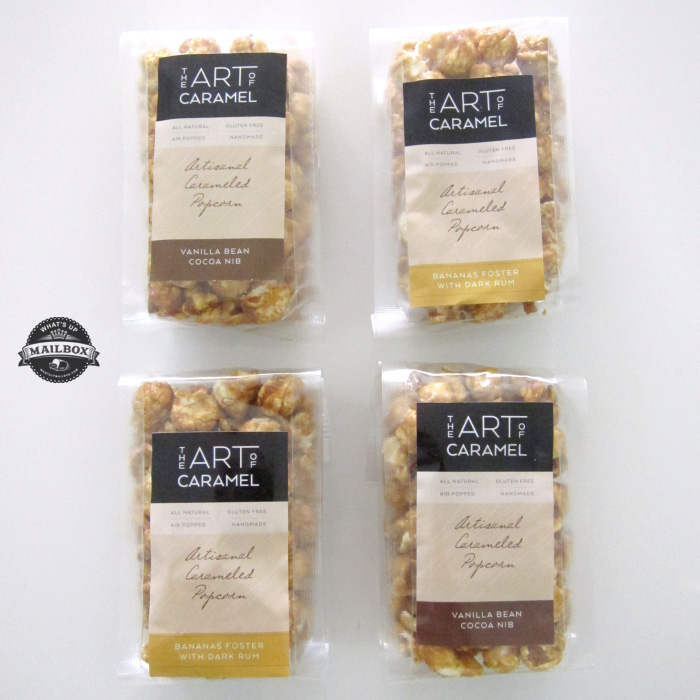 THE ART OF
CARAMEL
ALL NATURAL GLUTEN FREE
AIR POPPED HANDMADE
Artisanal
Carameled
Popcorn
VANILLA BEAN
COCOA NIB
THE ART OF
CARAMEL
ALL NATURAL GLUTEN FREE
AIR POPPED HANDMADE
Artisanal
Carameled
Popcorn
BANANAS FOSTER
WITH DARK RUM
WHAT'S UP
MAILBOX
THE ART OF
CARAMEL
ALL NATURAL GLUTEN FREE
AIR POPPED HANDMADE
Artisanal
Carameled
Popcorn
BANANAS FOSTER
WITH DARK RUM
THE ART OF
CARAMEL
ALL NATURAL GLUTEN FREE
AIR POPPED HANDMADE
Artisanal
Carameled
Popcorn
VANILLA BEAN
COCOA NIB